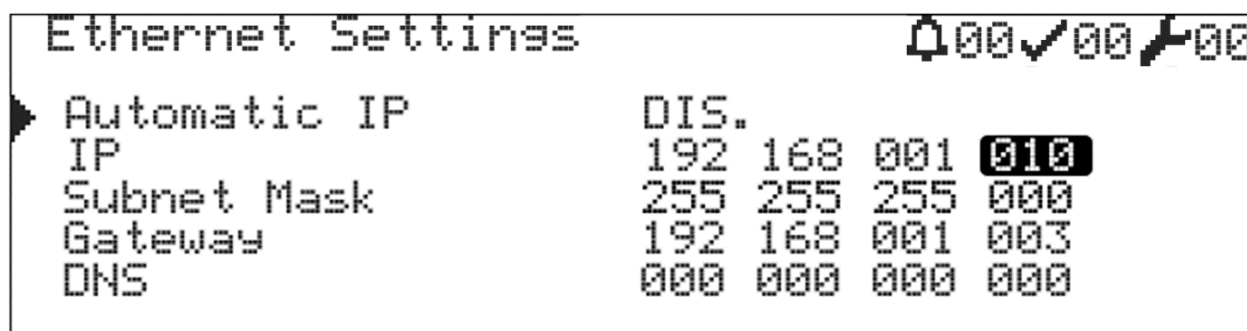 Ethernet Settings 00 00 00
Automatic IP DIS.
IP 192 168 001 010
Subnet Mask 255 255 255 000
Gateway 192 168 001 003
DNS 000 000 000 000